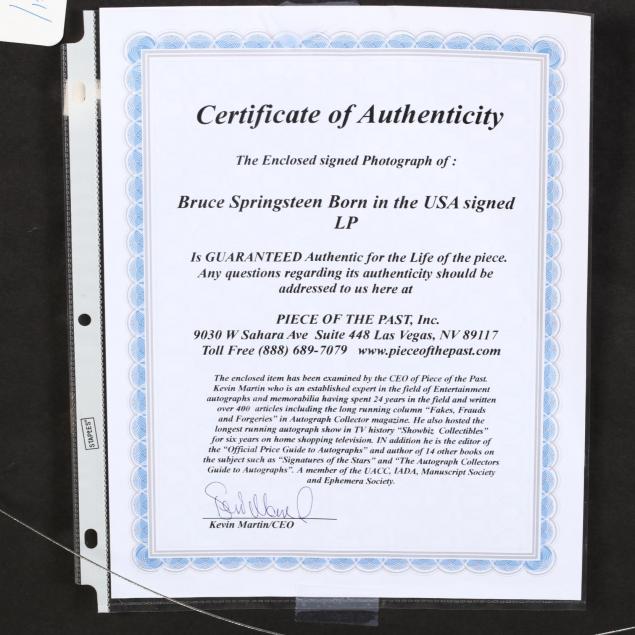 Certificate of Authenticity
The Enclosed signed Photograph of :
Bruce Springsteen Born in the USA signed
LP
Is GUARANTEED Authentic for the Life of the piece.
Any questions regarding its authenticity should be
addressed to us here at
PIECE OF THE PAST, Inc.
9030 W Sahara Ave Suite 448 Las Vegas, NV 89117
Toll Free (888) 689-7079 www.pieceofthepast.com
The enclosed item has been examined by the CEO of Piece of the Past.
Kevin Martin who is an established expert in the field of Entertainment
autographs and memorabilia having spent 24 years in the field and written
over 400 articles including the long running column "Fakes, Frauds
and Forgeries" in Autograph Collector magazine. He also hosted the
longest running autograph show in TV history "Showbiz Collectibles"
for six years on home shopping television. IN addition he is the editor of
the "Official Price Guide to Autographs" and author of 14 other books on
the subject such as "Signatures of the Stars" and "The Autograph Collectors
Guide to Autographs". A member of the UACC, IADA, Manuscript Society
and Ephemera Society.
Kevin Martin/CEO
STAPLES